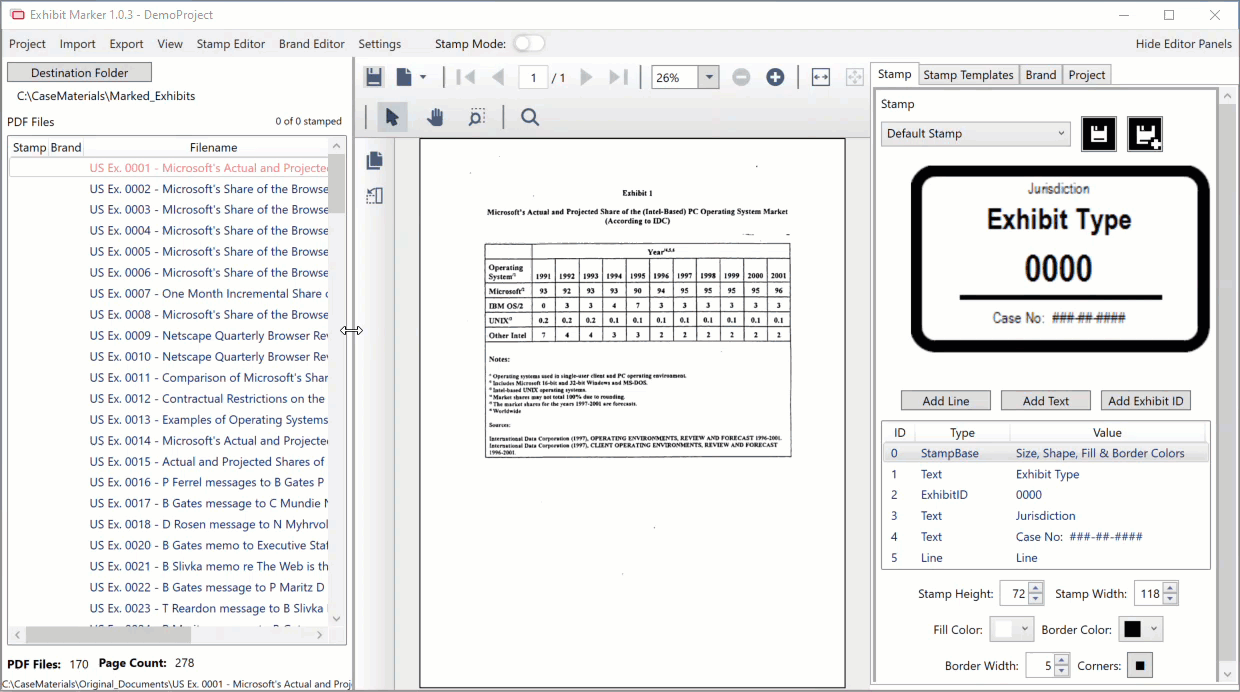 Exhibit Marker 1.0.3 - DemoProject
Project Import Export View Stamp Editor Brand Editor Settings Stamp Mode: Hide Editor Panels
Destination Folder
C:\CaseMaterials\Marked_Exhibits
PDF Files 0 of 0 stamped
Stamp Brand Filename
US Ex. 0001 - Microsoft's Actual and Projecte
US Ex. 0002 - Microsoft's Share of the Browse
US Ex. 0003 - Microsoft's Share of the Browse
US Ex. 0004 - Microsoft's Share of the Browse
US Ex. 0005 - Microsoft's Share of the Browse
US Ex. 0006 - Microsoft's Share of the Browse
US Ex. 0007 - One Month Incremental Share o
US Ex. 0008 - Microsoft's Share of the Browse
US Ex. 0009 - Netscape Quarterly Browser Rev
US Ex. 0010 - Netscape Quarterly Browser Rev
US Ex. 0011 - Comparison of Microsoft's Shar
US Ex. 0012 - Contractual Restrictions on the
US Ex. 0013 - Examples of Operating Systems
US Ex. 0014 - Microsoft's Actual and Projecte
US Ex. 0015 - Actual and Projected Shares of
US Ex. 0016 - P Ferrel messages to B Gates P
US Ex. 0017 - B Gates message to C Mundie N
US Ex. 0018 - D Rosen message to N Myhrvol
US Ex. 0020 - B Gates memo to Executive Staf
US Ex. 0021 - B Slivka memo re The Web is th
US Ex. 0022 - B Gates message to P Maritz D
US Ex. 0023 - T Reardon message to B Slivka
PDF Files: 170 Page Count: 278
C:\CaseMaterials\Original_Documents\US Ex. 0001 - Microsoft's Actual and Proj
1 / 1 26%
Exhibit 1
Microsoft's Actual and Projected Share of the (Intel-Based) PC Operating System Market
(According to IDC)
Year
Operating System 1991 1992 1993 1994 1995 1996 1997 1998 1999 2000 2001
Microsoft 93 92 93 93 90 94 95 95 95 95 96
IBM OS/2 0 3 3 4 7 3 3 3 3 3 3
UNIX 0.2 0.2 0.2 0.1 0.1 0.1 0.1 0.1 0.1 0.1 0.1
Other Intel 7 4 4 3 3 2 2 2 2 2 2
Notes:
Operating systems used in single-user client and PC operating environment.
Includes Microsoft 16-bit and 32-bit Windows and MS-DOS.
Intel-based UNIX operating systems.
Market shares may not total 100% due to rounding.
The market shares for the years 1997-2001 are forecasts.
Worldwide
Sources:
International Data Corporation (1997), OPERATING ENVIRONMENTS, REVIEW AND FORECAST 1996-2001.
International Data Corporation (1997), CLIENT OPERATING ENVIRONMENTS, REVIEW AND FORECAST
1996-2001.
Stamp Stamp Templates Brand Project
Stamp
Default Stamp
Jurisdiction
Exhibit Type
0000
Case No: ###-##-####
Add Line Add Text Add Exhibit ID
ID Type Value
0 StampBase Size, Shape, Fill & Border Colors
1 Text Exhibit Type
2 ExhibitID 0000
3 Text Jurisdiction
4 Text Case No: ###-##-####
5 Line Line
Stamp Height: 72 Stamp Width: 118
Fill Color: Border Color:
Border Width: 5 Corners: